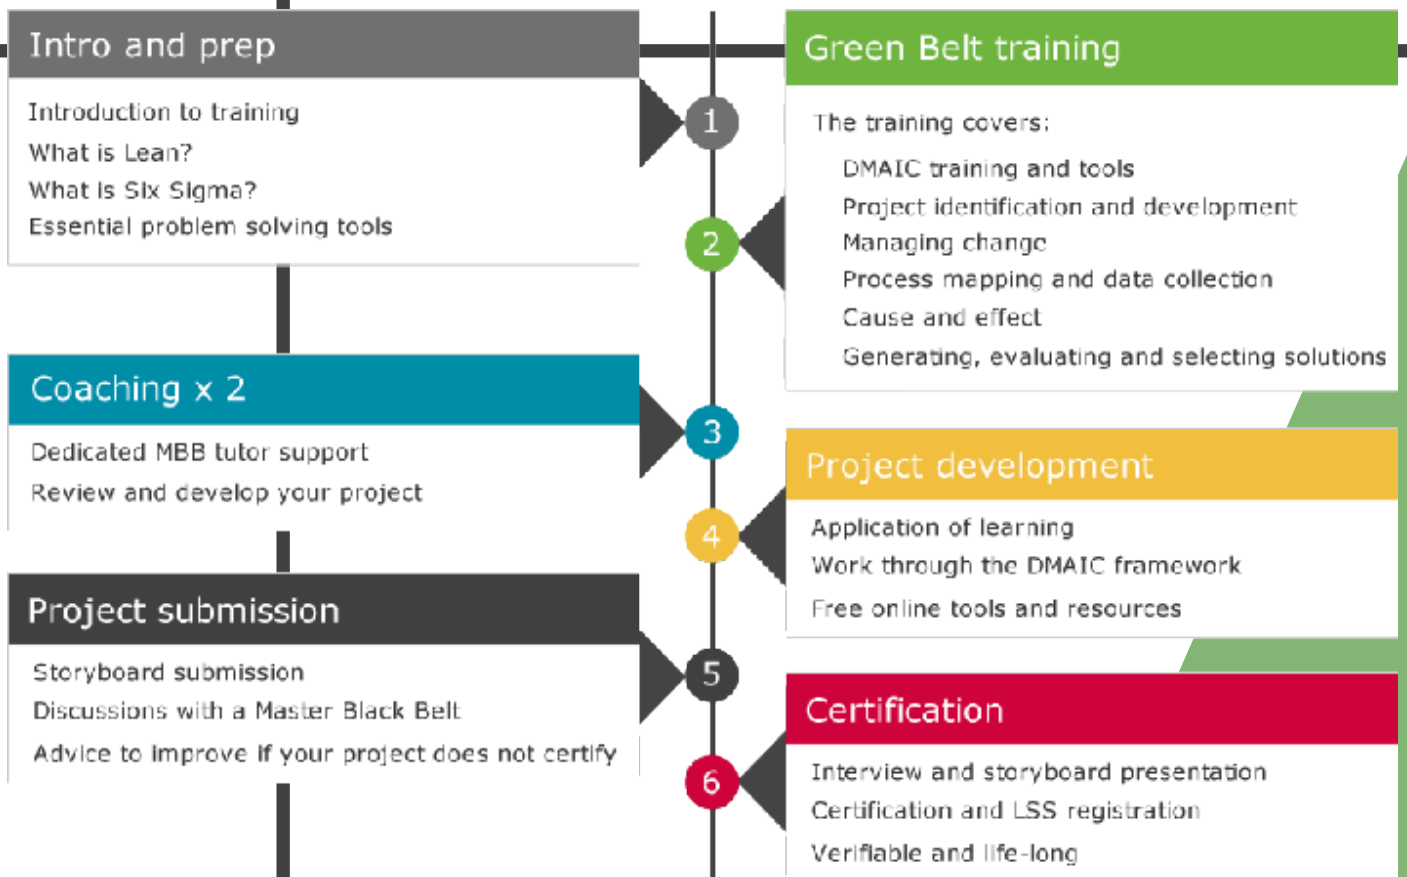 Intro and prep
Introduction to training
What is Lean?
What is Six Sigma?
Essential problem solving tools
1
Green Belt training
The training covers:
DMAIC training and tools
Project identification and development
Managing change
Process mapping and data collection
Cause and effect
Generating, evaluating and selecting solutions
2
Coaching x 2
Dedicated MBB tutor support
Review and develop your project
3
Project development
Application of learning
Work through the DMAIC framework
Free online tools and resources
4
Project submission
Storyboard submission
Discussions with a Master Black Belt
Advice to improve if your project does not certify
5
Certification
Interview and storyboard presentation
Certification and LSS registration
Verifiable and life-long
6